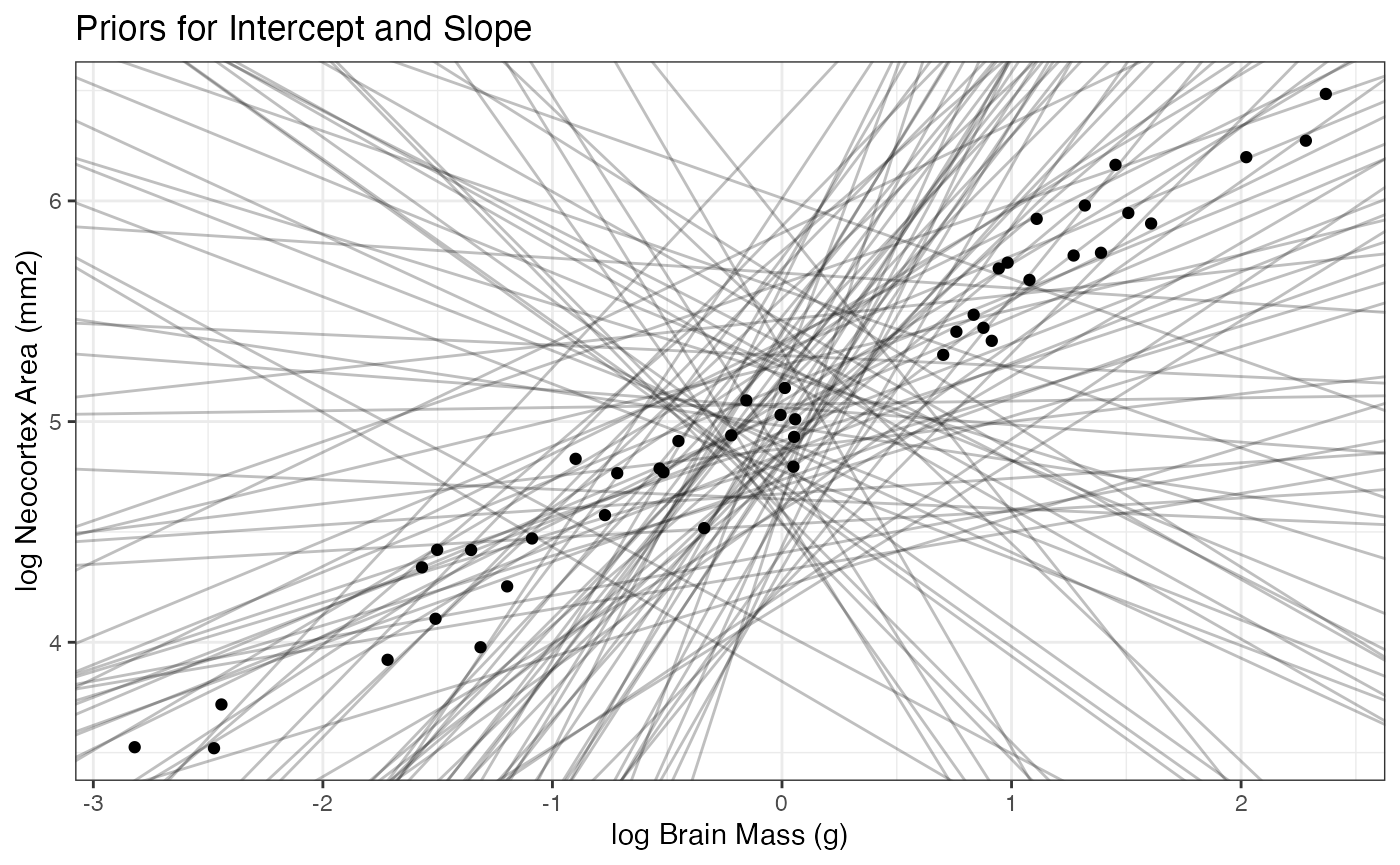 Priors for Intercept and Slope
log Neocortex Area (mm2)
6
5
4
-3 -2 -1 0 1 2
log Brain Mass (g)